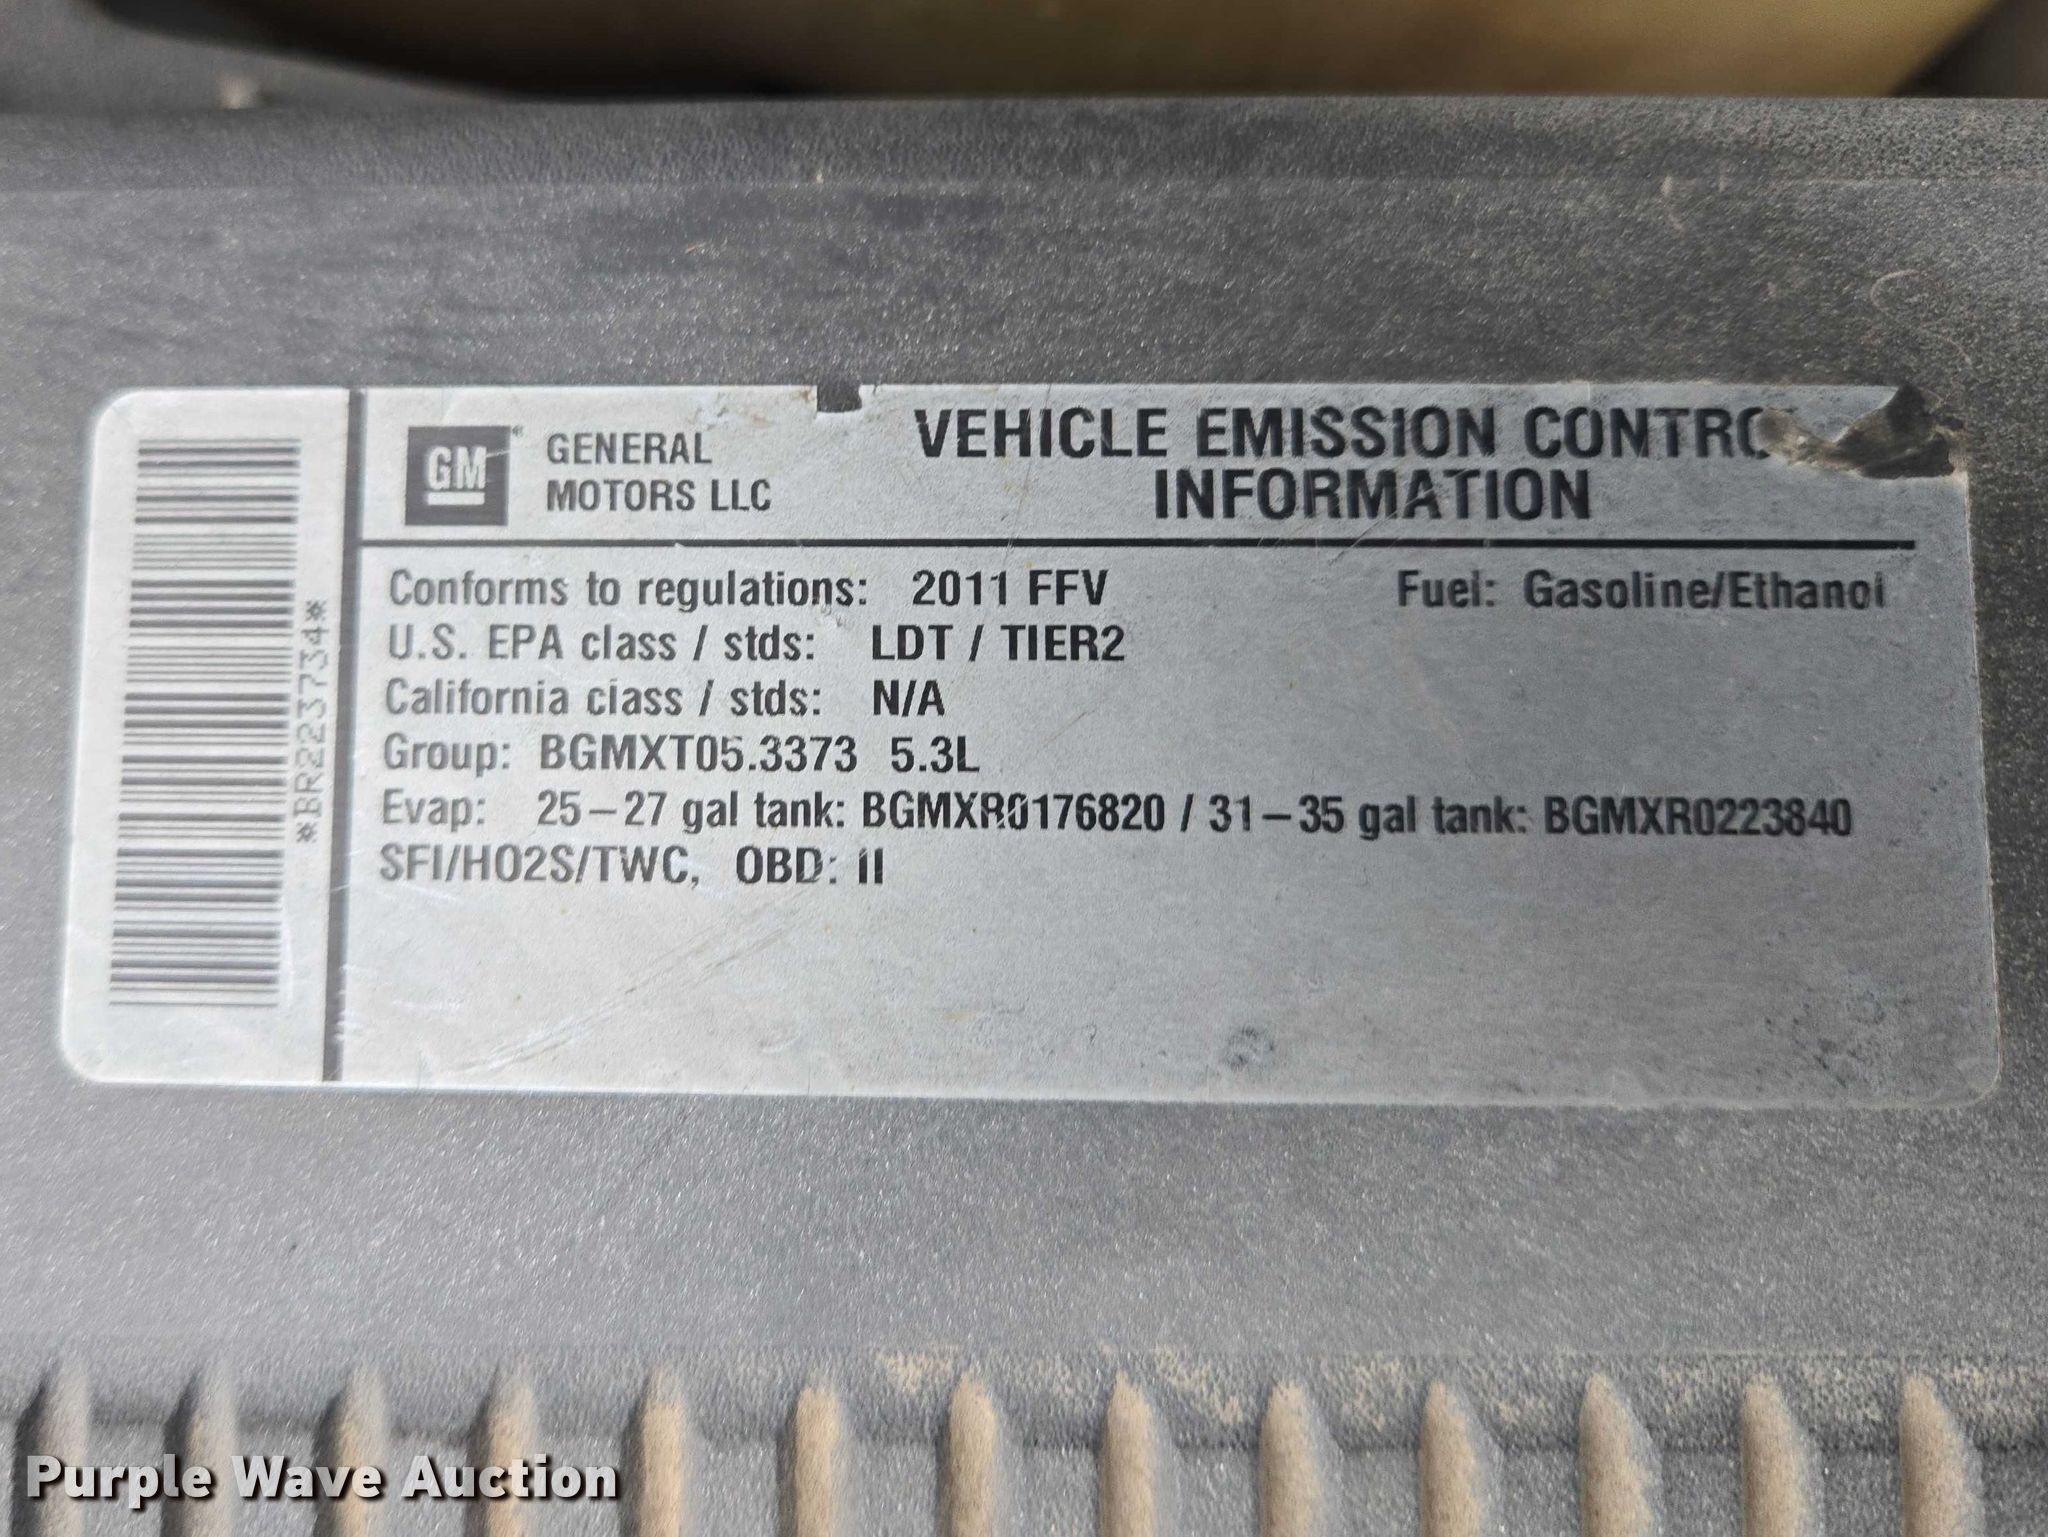 *BR223734*
GM
GENERAL
MOTORS LLC
VEHICLE EMISSION CONTRO
INFORMATION
Conforms to regulations: 2011 FFV Fuel: Gasoline/Ethanol
U.S. EPA class / stds: LDT / TIER2
California class / stds: N/A
Group: BGMXT05.3373 5.3L
Evap: 25-27 gal tank: BGMXR0176820 / 31-35 gal tank: BGMXR0223840
SFI/HO2S/TWC, OBD: II
Purple Wave Auction